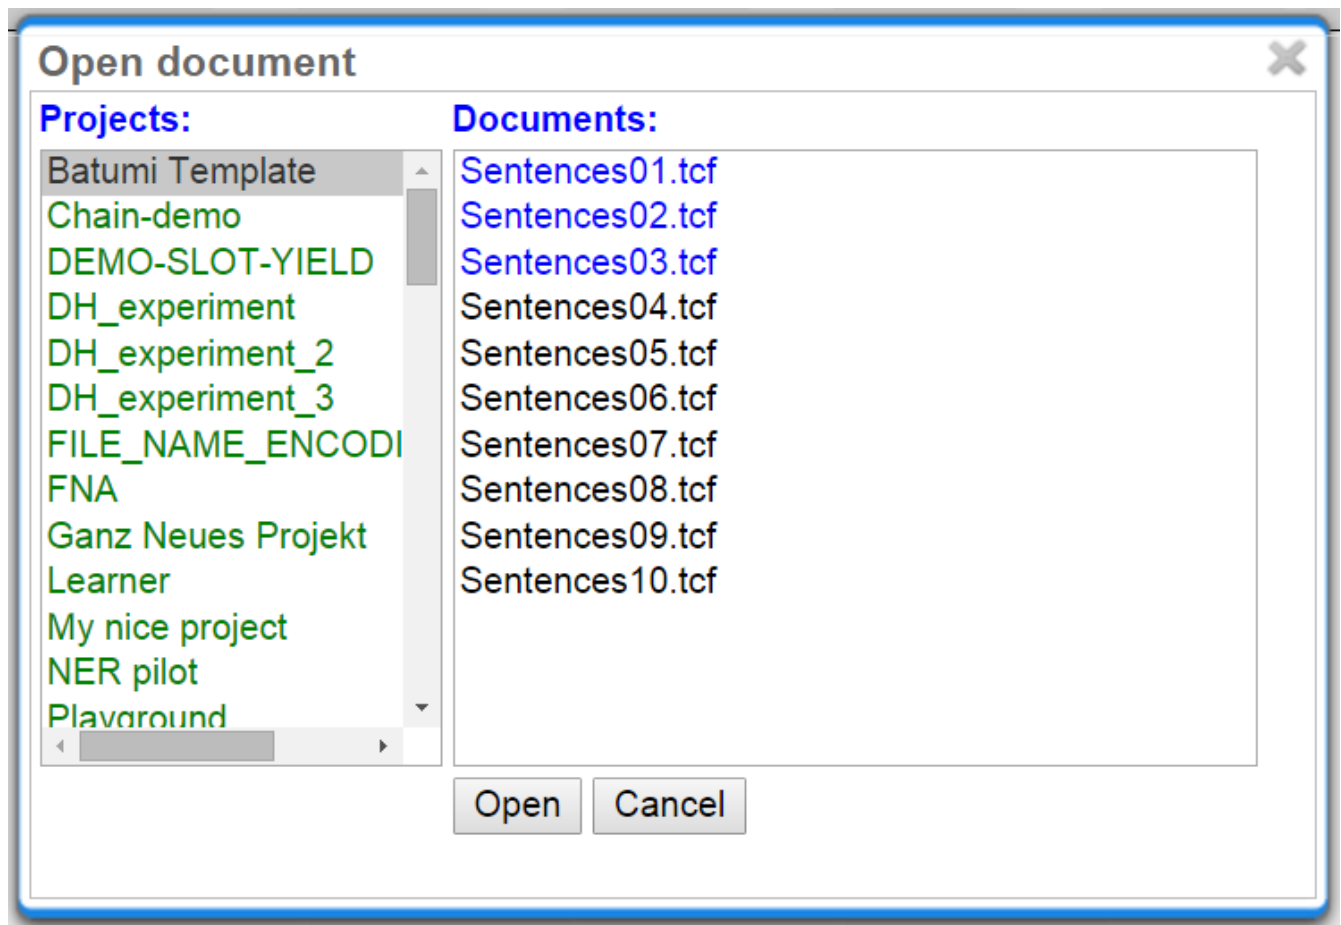 Open document
Projects:
Documents:
Batumi Template
Chain-demo
DEMO-SLOT-YIELD
DH_experiment
DH_experiment_2
DH_experiment_3
FILE_NAME_ENCODI
FNA
Ganz Neues Projekt
Learner
My nice project
NER pilot
Playground
Sentences01.tcf
Sentences02.tcf
Sentences03.tcf
Sentences04.tcf
Sentences05.tcf
Sentences06.tcf
Sentences07.tcf
Sentences08.tcf
Sentences09.tcf
Sentences10.tcf
Open
Cancel